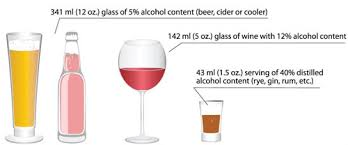 341 ml (12 oz.) glass of 5% alcohol content (beer, cider or cooler)
142 ml (5 oz.) glass of wine with 12% alcohol content
43 ml (1.5 oz.) serving of 40% distilled
alcohol content (rye, gin, rum, etc.)